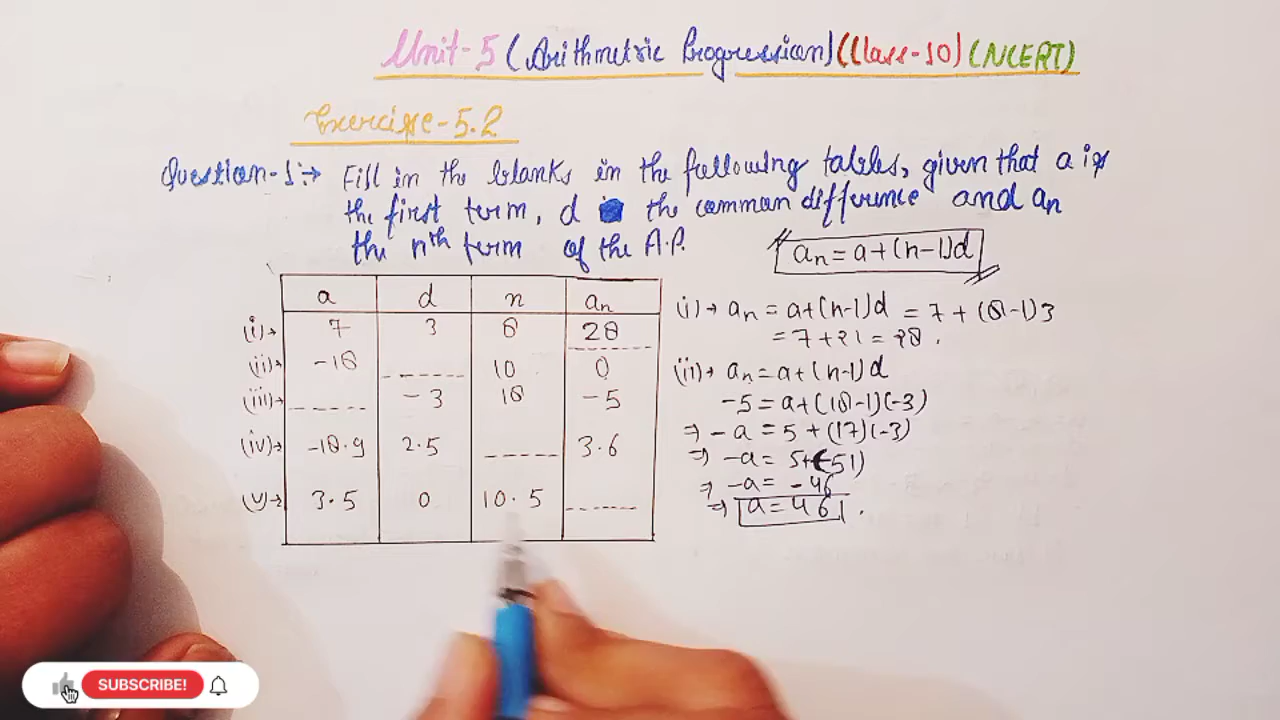 Unit-5 (Arithmetric Progression) (Class-10) (NCERT)
Exercise-5.2
Question-1:→ Fill in the blanks in the following tables, given that a is
the first term, d the common difference and an
the nth term of the A.P.
an = a+(n-1)d
a d n an
(i)→ 7 3 8 28
(ii)→ -18 ------ 10 0
(iii)→ ------ -3 18 -5
(iv)→ -18.9 2.5 ------ 3.6
(v)→ 3.5 0 10.5 ------
(i)→ an = a+(n-1)d = 7+(8-1)3
= 7+21 = 28.
(ii)→ an = a+(n-1)d
-5 = a+(18-1)(-3)
⇒ -a = 5+(17)(-3)
⇒ -a = 5+(-51)
⇒ -a = -46
⇒ a = 46.
SUBSCRIBE!